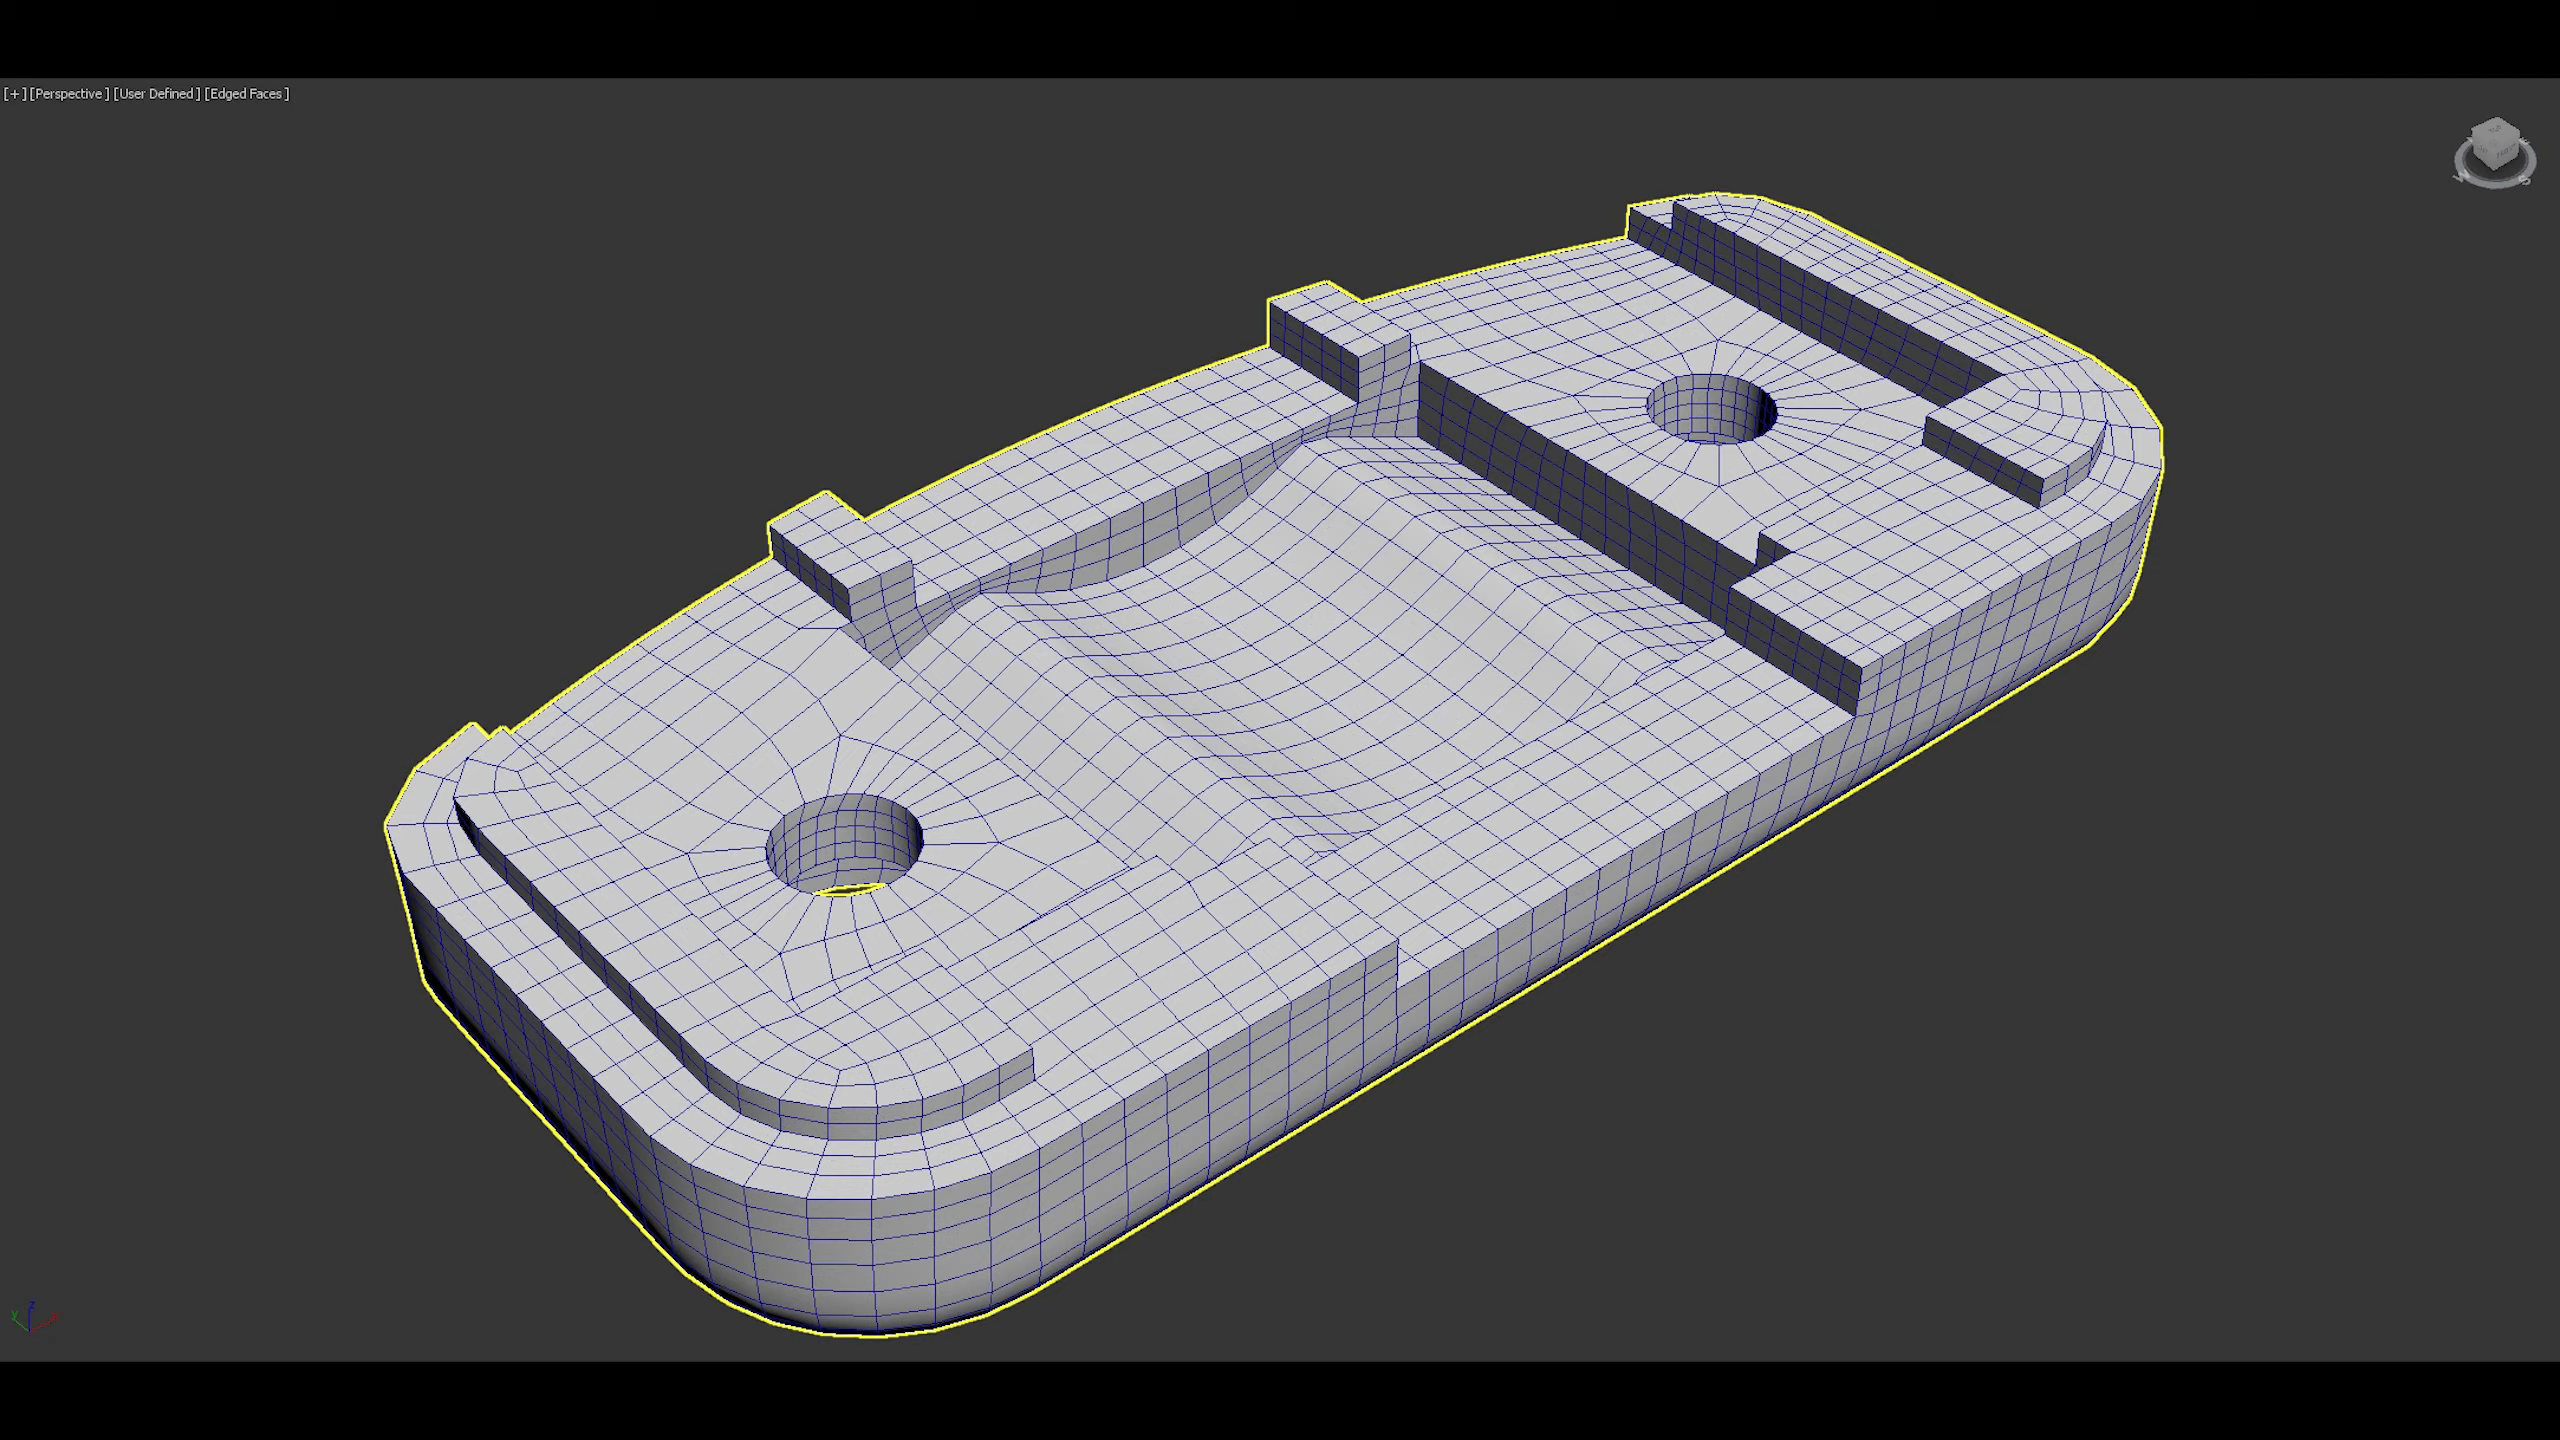 [+] [Perspective ] [User Defined ] [Edged Faces ]
z
y
x